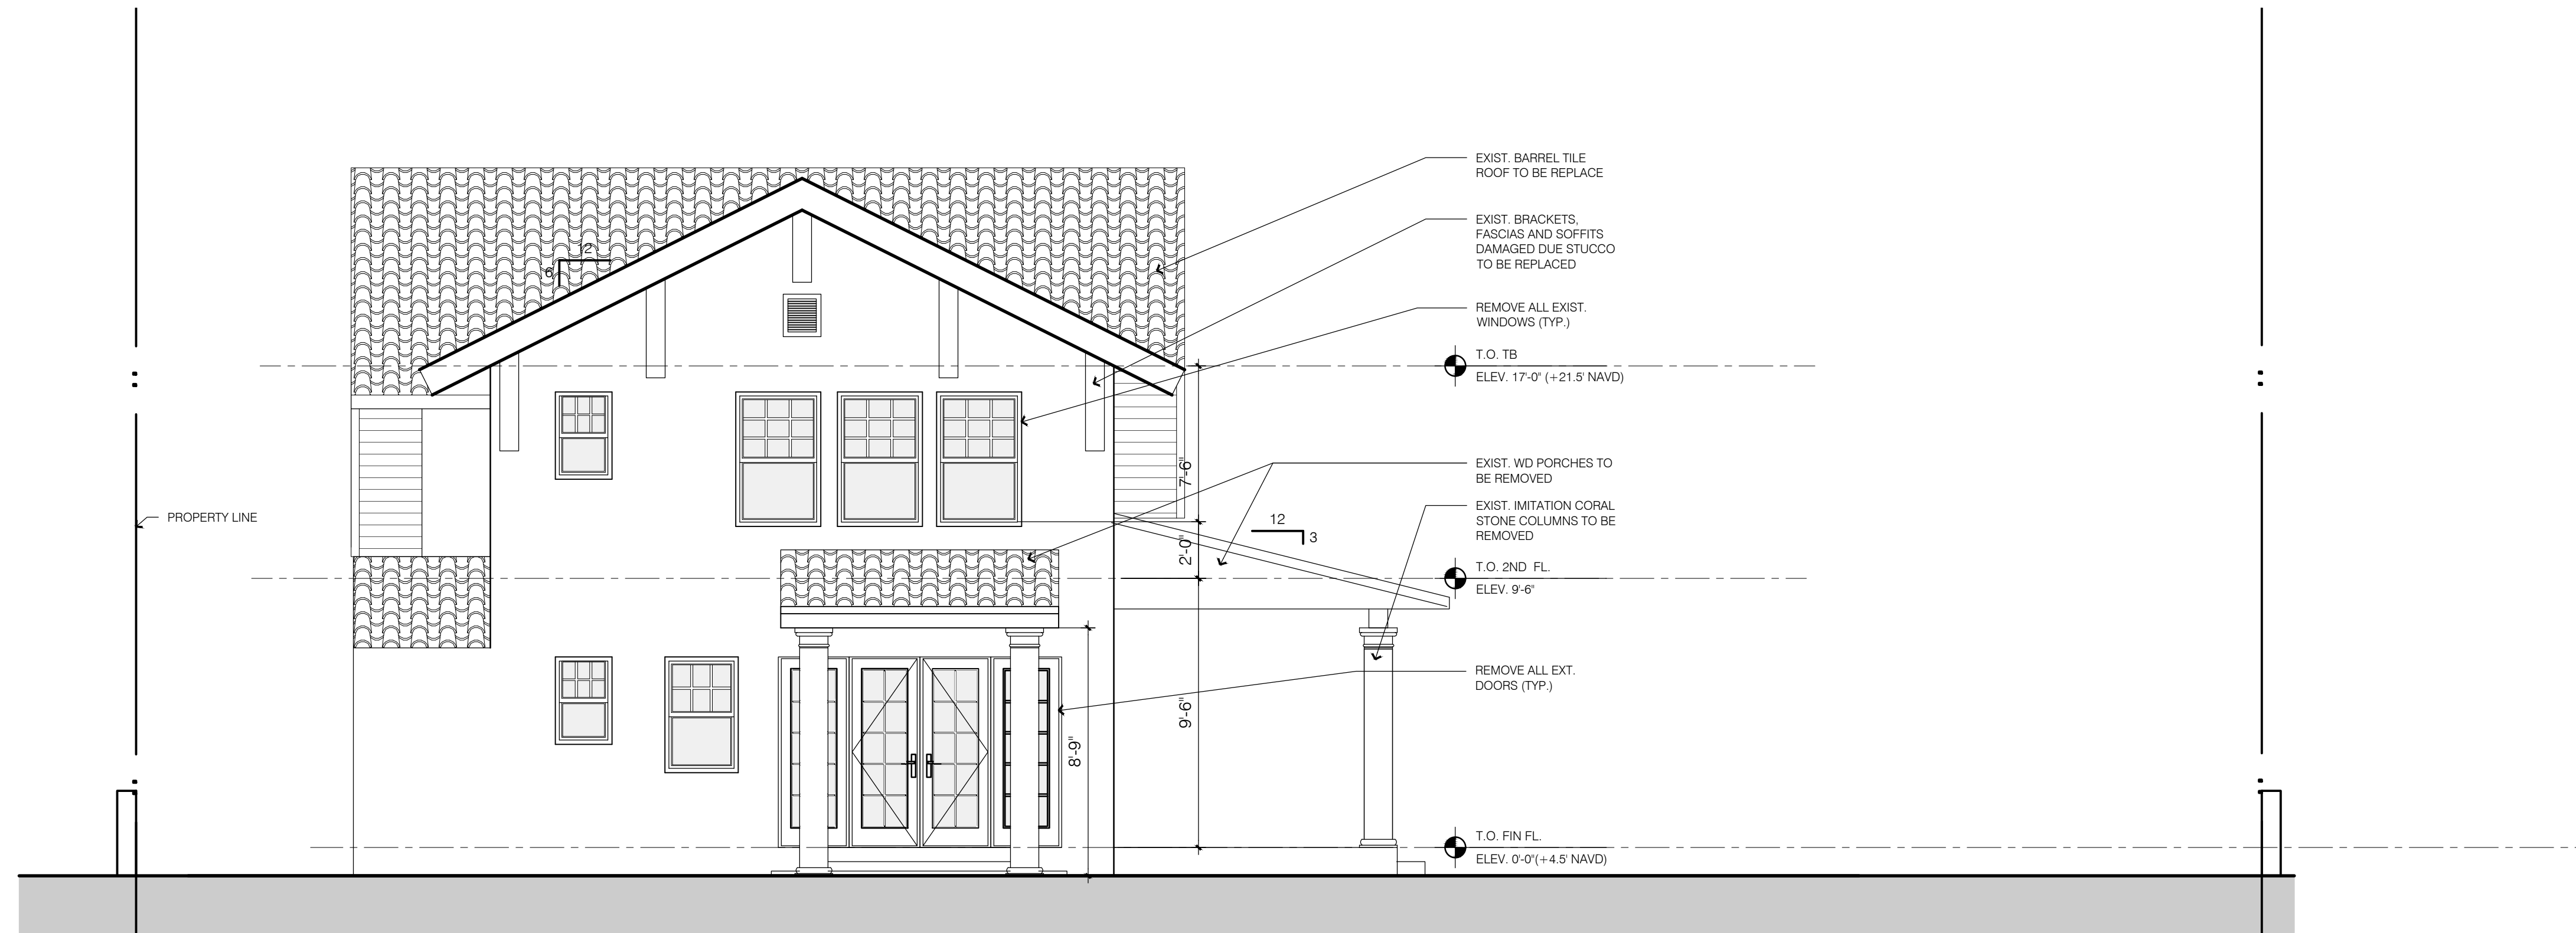 EXIST. BARREL TILE
ROOF TO BE REPLACE
EXIST. BRACKETS,
FASCIAS AND SOFFITS
DAMAGED DUE STUCCO
TO BE REPLACED
12
6
REMOVE ALL EXIST.
WINDOWS (TYP.)
T.O. TB
ELEV. 17'-0" (+21.5' NAVD)
7'-6"
EXIST. WD PORCHES TO
BE REMOVED
EXIST. IMITATION CORAL
STONE COLUMNS TO BE
REMOVED
PROPERTY LINE
12
3
2'-0"
T.O. 2ND FL.
ELEV. 9'-6"
REMOVE ALL EXT.
DOORS (TYP.)
9'-6"
8'-9"
T.O. FIN FL.
ELEV. 0'-0"(+4.5' NAVD)